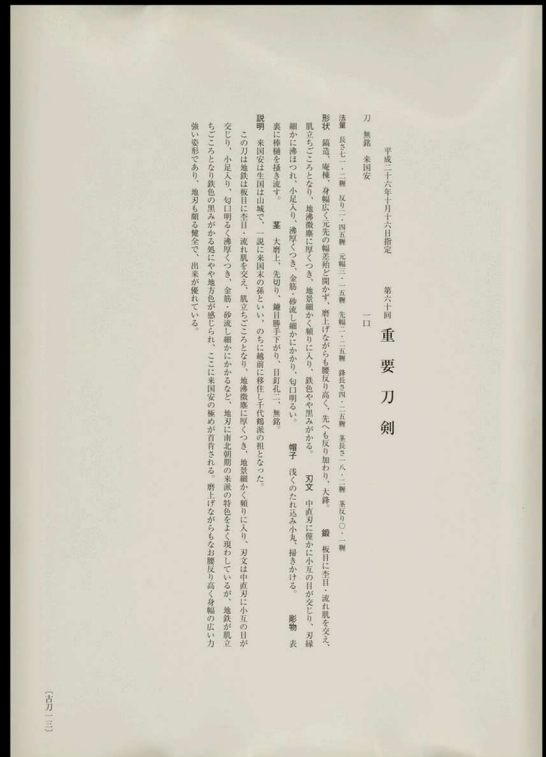 平成二十六年十月十六日指定　第六十回 重要刀剣
刀　無銘　来国安　一口
法量　長さ七一・二糎　反り二・四五糎　元幅三・一五糎　先幅二・二五糎　鋒長さ四・二五糎　茎長さ一八・二糎　茎反り〇・一糎
形状　鎬造、庵棟、身幅広く元先の幅差殆ど開かず、磨上げながらも腰反り高く、先へも反り加わり、大鋒。　鍛　板目に杢目・流れ肌を交え、
肌立ちごころとなり、地沸微塵に厚くつき、地景細かく頻りに入り、鉄色やや黒みがかる。　刃文　中直刃に僅かに小互の目が交じり、刃縁
細かに沸ほつれ、小足入り、沸厚くつき、金筋・砂流し細かにかかり、匂口明るい。　帽子　浅くのたれ込み小丸、掃きかける。　彫物　表
裏に棒樋を掻き流す。　茎　大磨上、先切り、鑢目勝手下がり、目釘孔二、無銘。
説明　来国安は生国は山城で、一説に来国末の孫といい、のちに越前に移住し千代鶴派の祖となった。
この刀は地鉄は板目に杢目・流れ肌を交え、肌立ちごころとなり、地沸微塵に厚くつき、地景細かく頻りに入り、刃文は中直刃に小互の目が
交じり、小足入り、匂口明るく沸厚くつき、金筋・砂流し細かにかかるなど、地刃に南北朝期の来派の特色をよく現わしているが、地鉄が肌立
ちごころとなり鉄色の黒みがかる処にやや地方色が感じられ、ここに来国安の極めが首肯される。磨上げながらもなお腰反り高く身幅の広い力
強い姿形であり、地刃も頗る健全で、出来が優れている。
〔古刀一三〕